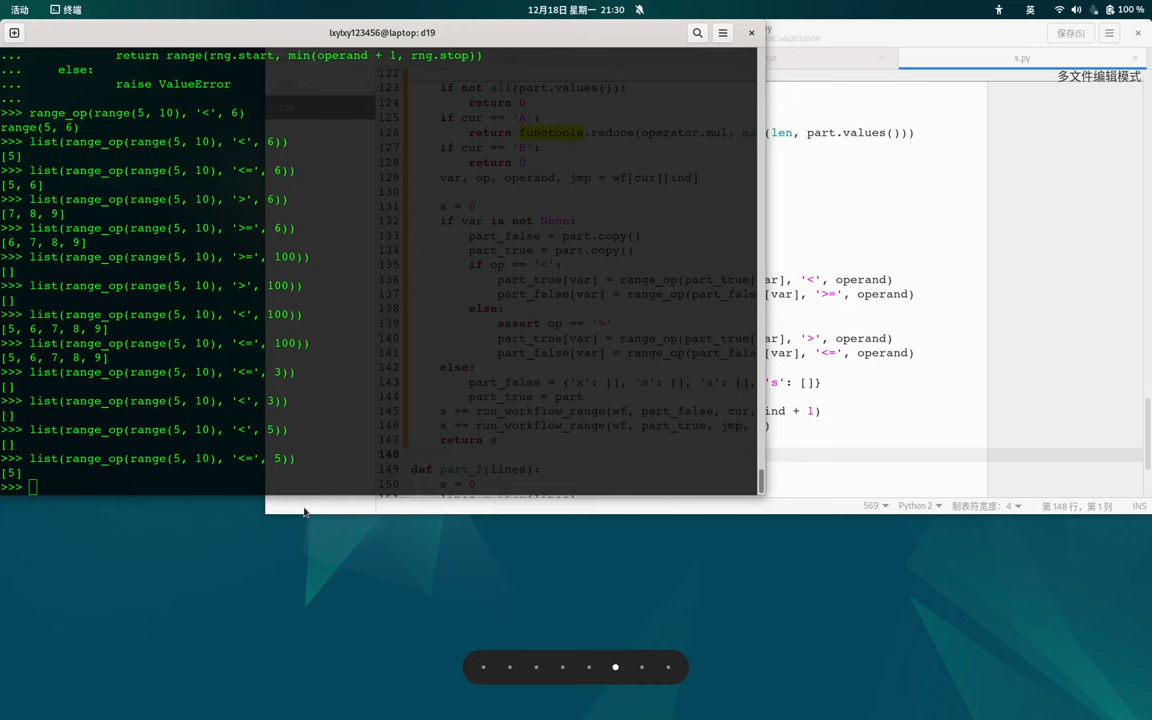 活动 终端 12月18日 星期一 21:30 英 100 %
lxylxy123456@laptop: d19
...             return range(rng.start, min(operand + 1, rng.stop))
...     else:
...             raise ValueError
...
>>> range_op(range(5, 10), '<', 6)
range(5, 6)
>>> list(range_op(range(5, 10), '<', 6))
[5]
>>> list(range_op(range(5, 10), '<=', 6))
[5, 6]
>>> list(range_op(range(5, 10), '>', 6))
[7, 8, 9]
>>> list(range_op(range(5, 10), '>=', 6))
[6, 7, 8, 9]
>>> list(range_op(range(5, 10), '>=', 100))
[]
>>> list(range_op(range(5, 10), '>', 100))
[]
>>> list(range_op(range(5, 10), '<', 100))
[5, 6, 7, 8, 9]
>>> list(range_op(range(5, 10), '<=', 100))
[5, 6, 7, 8, 9]
>>> list(range_op(range(5, 10), '<=', 3))
[]
>>> list(range_op(range(5, 10), '<', 3))
[]
>>> list(range_op(range(5, 10), '<', 5))
[]
>>> list(range_op(range(5, 10), '<=', 5))
[5]
>>>
保存(S)
s.py
多文件编辑模式
122
123     if not all(part.values()):
124         return 0
125     if cur == 'A':
126         return functools.reduce(operator.mul, map(len, part.values()))
127     if cur == 'R':
128         return 0
129     var, op, operand, jmp = wf[cur][ind]
130
131     s = 0
132     if var is not None:
133         part_false = part.copy()
134         part_true = part.copy()
135         if op == '<':
136             part_true[var] = range_op(part_true[var], '<', operand)
137             part_false[var] = range_op(part_false[var], '>=', operand)
138         else:
139             assert op == '>'
140             part_true[var] = range_op(part_true[var], '>', operand)
141             part_false[var] = range_op(part_false[var], '<=', operand)
142     else:
143         part_false = {'x': [], 'm': [], 'a': [], 's': []}
144         part_true = part
145     s += run_workflow_range(wf, part_false, cur, ind + 1)
146     s += run_workflow_range(wf, part_true, jmp, )
147     return s
148
149 def part_2(lines):
150     s = 0
569 Python 2 制表符宽度：4 第 148 行，第 1 列 INS